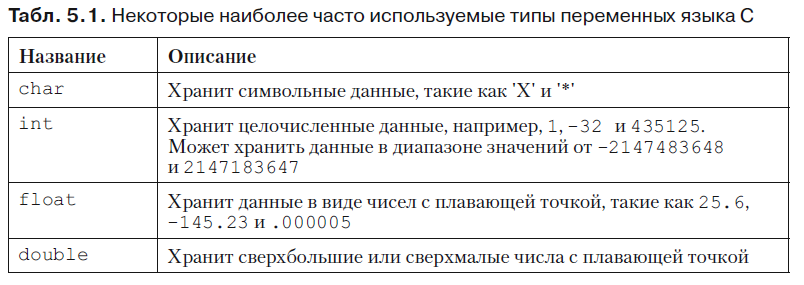 Табл. 5.1. Некоторые наиболее часто используемые типы переменных языка C
Название Описание
char Хранит символьные данные, такие как 'X' и '*'
int Хранит целочисленные данные, например, 1, -32 и 435125.
Может хранить данные в диапазоне значений от -2147483648
и 2147183647
float Хранит данные в виде чисел с плавающей точкой, такие как 25.6,
-145.23 и .000005
double Хранит сверхбольшие или сверхмалые числа с плавающей точкой